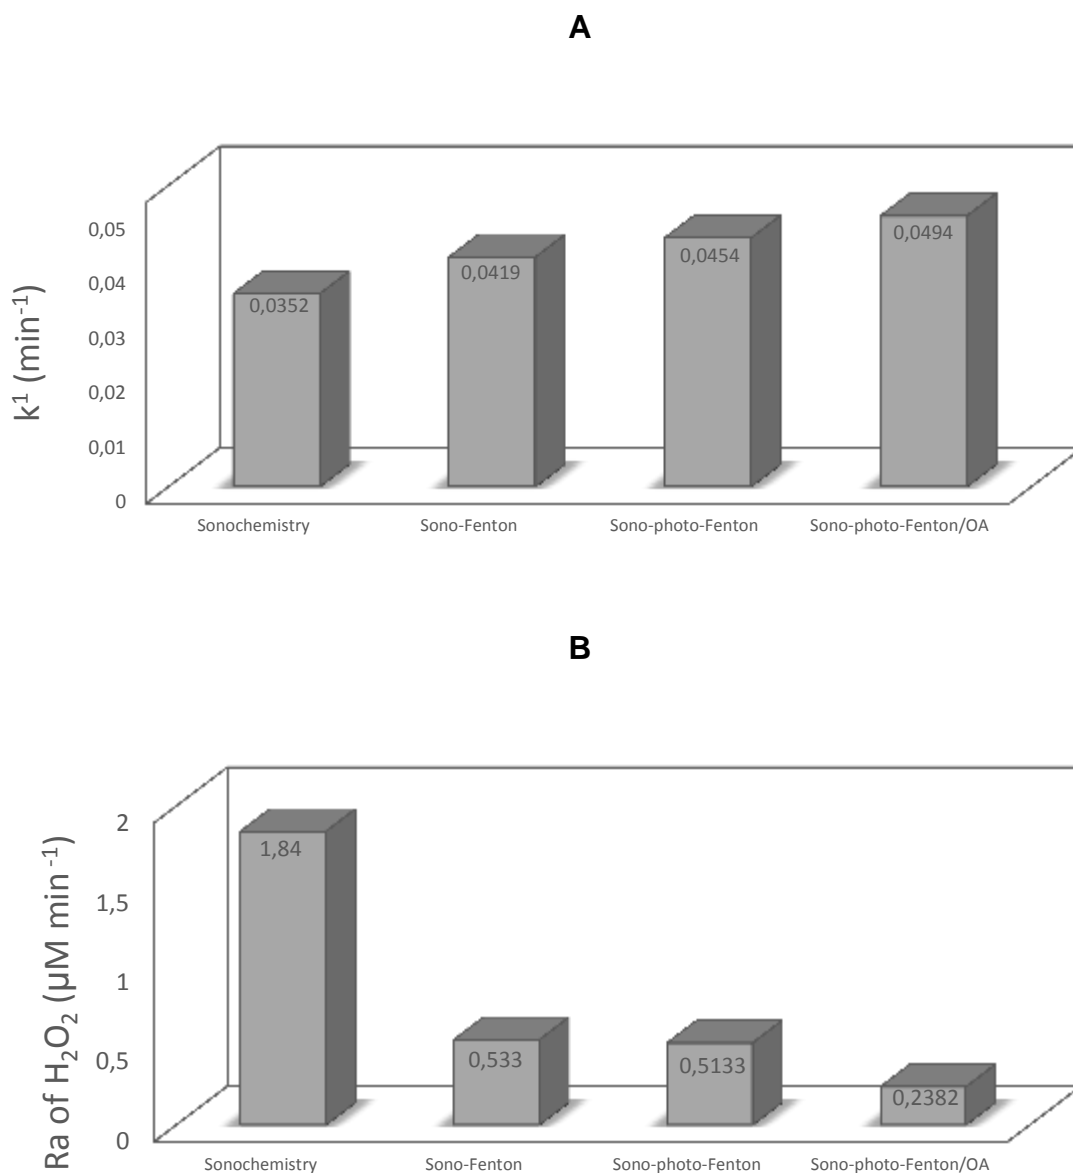 A
k¹ (min⁻¹)
0,05
0,04
0,03
0,02
0,01
0
0,0352
0,0419
0,0454
0,0494
Sonochemistry
Sono-Fenton
Sono-photo-Fenton
Sono-photo-Fenton/OA
B
Ra of H₂O₂ (µM min⁻¹)
2
1,5
1
0,5
0
1,84
0,533
0,5133
0,2382
Sonochemistry
Sono-Fenton
Sono-photo-Fenton
Sono-photo-Fenton/OA